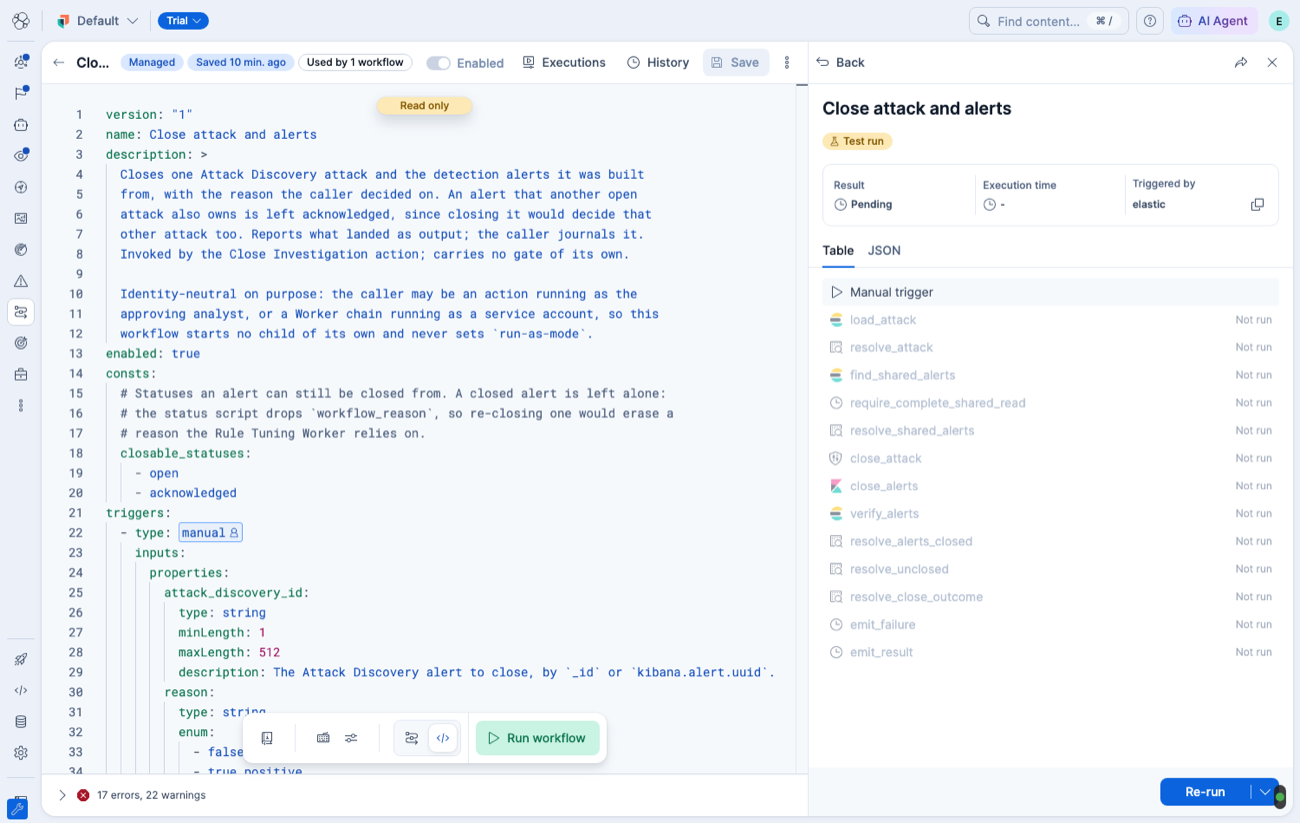 Default
Trial
Find content...
⌘ /
AI Agent
E
Clo...
Managed
Saved 10 min. ago
Used by 1 workflow
Enabled
Executions
History
Save
Read only
1 version: "1"
2 name: Close attack and alerts
3 description: >
4 Closes one Attack Discovery attack and the detection alerts it was built
5 from, with the reason the caller decided on. An alert that another open
6 attack also owns is left acknowledged, since closing it would decide that
7 other attack too. Reports what landed as output; the caller journals it.
8 Invoked by the Close Investigation action; carries no gate of its own.
9
10 Identity-neutral on purpose: the caller may be an action running as the
11 approving analyst, or a Worker chain running as a service account, so this
12 workflow starts no child of its own and never sets `run-as-mode`.
13 enabled: true
14 consts:
15 # Statuses an alert can still be closed from. A closed alert is left alone:
16 # the status script drops `workflow_reason`, so re-closing one would erase a
17 # reason the Rule Tuning Worker relies on.
18 closable_statuses:
19 - open
20 - acknowledged
21 triggers:
22 - type: manual
23 inputs:
24 properties:
25 attack_discovery_id:
26 type: string
27 minLength: 1
28 maxLength: 512
29 description: The Attack Discovery alert to close, by `_id` or `kibana.alert.uuid`.
30 reason:
31 type: string
32 enum:
33 - false
34 - true_positive
Run workflow
17 errors, 22 warnings
Back
Close attack and alerts
Test run
Result
Pending
Execution time
-
Triggered by
elastic
Table
JSON
Manual trigger
load_attack Not run
resolve_attack Not run
find_shared_alerts Not run
require_complete_shared_read Not run
resolve_shared_alerts Not run
close_attack Not run
close_alerts Not run
verify_alerts Not run
resolve_alerts_closed Not run
resolve_unclosed Not run
resolve_close_outcome Not run
emit_failure Not run
emit_result Not run
Re-run